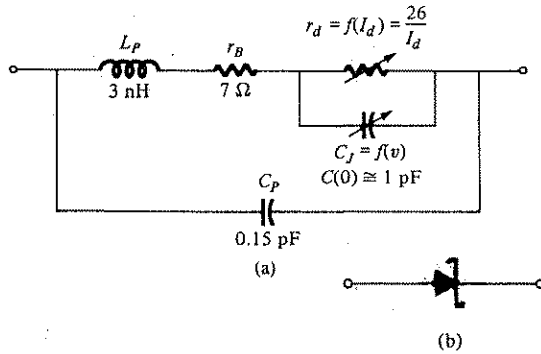 L_P
3 nH
r_B
7 Ω
r_d = f(I_d) = 26/I_d
C_J = f(v)
C(0) ≅ 1 pF
C_P
0.15 pF
(a)
(b)